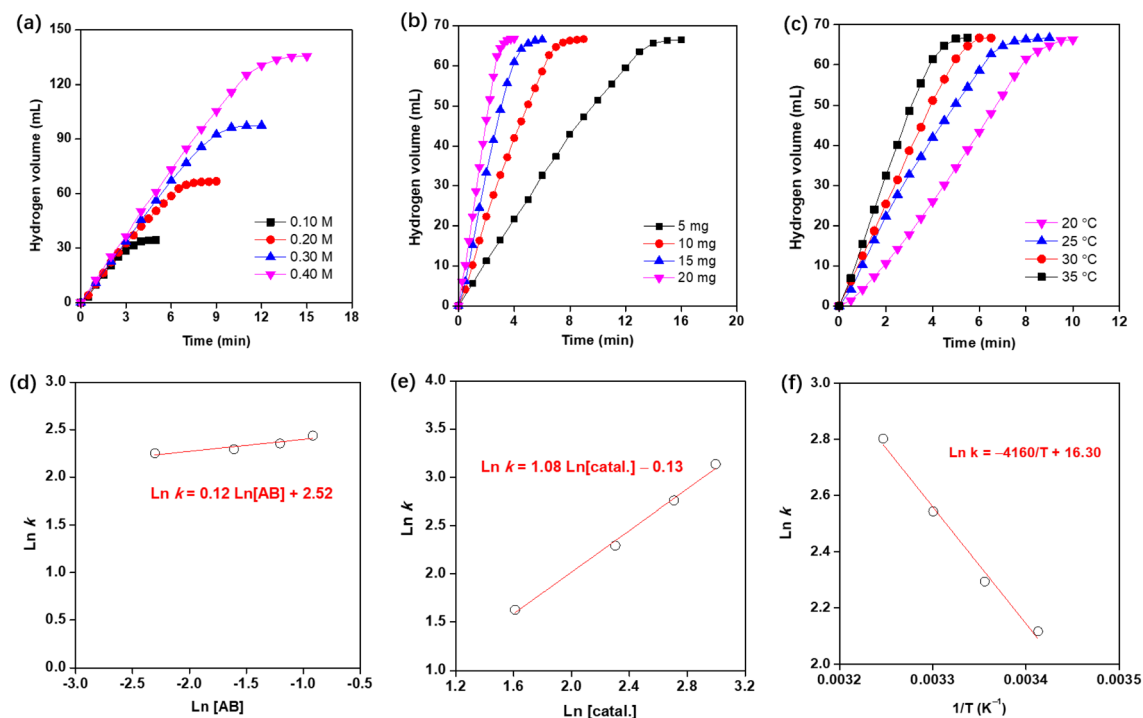 (a)
150
120
90
60
30
0
0 3 6 9 12 15 18
Hydrogen volume (mL)
Time (min)
0.10 M
0.20 M
0.30 M
0.40 M
(b)
70
60
50
40
30
20
10
0
0 4 8 12 16 20
Hydrogen volume (mL)
Time (min)
5 mg
10 mg
15 mg
20 mg
(c)
70
60
50
40
30
20
10
0
0 2 4 6 8 10 12
Hydrogen volume (mL)
Time (min)
20 °C
25 °C
30 °C
35 °C
(d)
3.0
2.5
2.0
1.5
1.0
0.5
0.0
-3.0 -2.5 -2.0 -1.5 -1.0 -0.5
Ln k
Ln [AB]
Ln k = 0.12 Ln[AB] + 2.52
(e)
4.0
3.5
3.0
2.5
2.0
1.5
1.0
1.2 1.6 2.0 2.4 2.8 3.2
Ln k
Ln [catal.]
Ln k = 1.08 Ln[catal.] – 0.13
(f)
3.0
2.8
2.6
2.4
2.2
2.0
0.0032 0.0033 0.0034 0.0035
Ln k
1/T (K⁻¹)
Ln k = –4160/T + 16.30